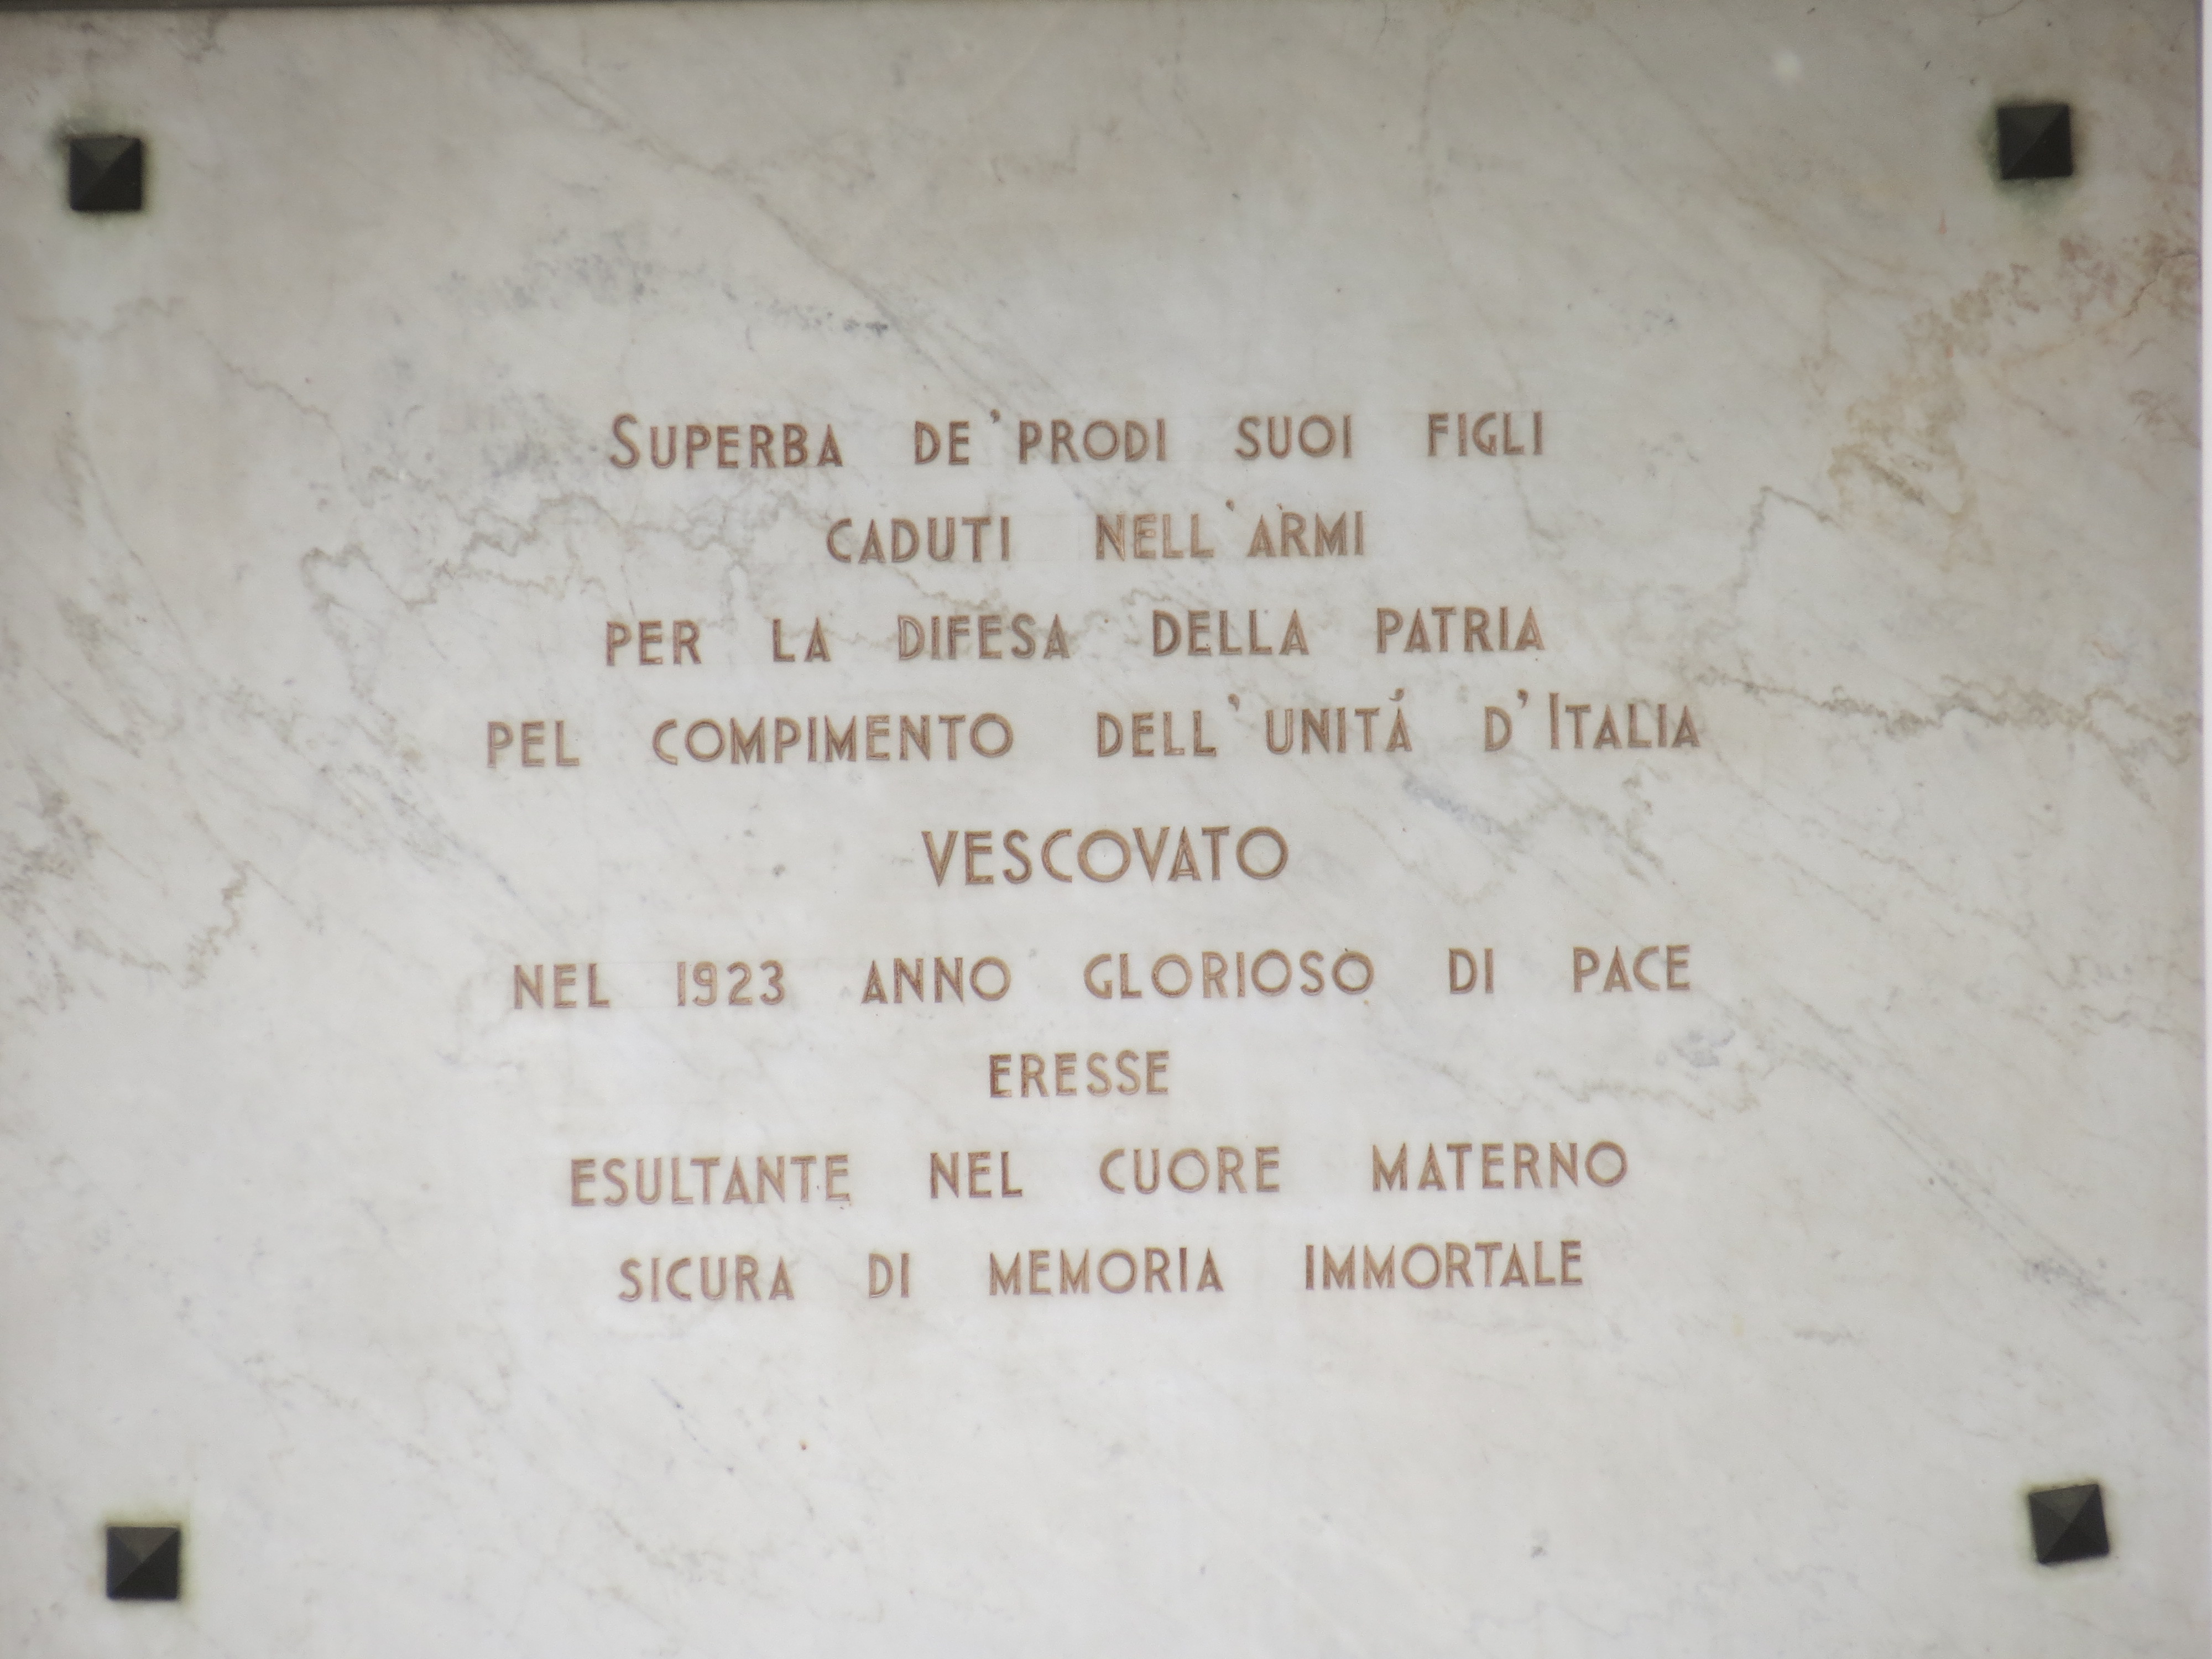 SUPERBA DE' PRODI SUOI FIGLI
CADUTI NELL'ARMI
PER LA DIFESA DELLA PATRIA
PEL COMPIMENTO DELL'UNITÁ D'ITALIA
VESCOVATO
NEL 1923 ANNO GLORIOSO DI PACE
ERESSE
ESULTANTE NEL CUORE MATERNO
SICURA DI MEMORIA IMMORTALE